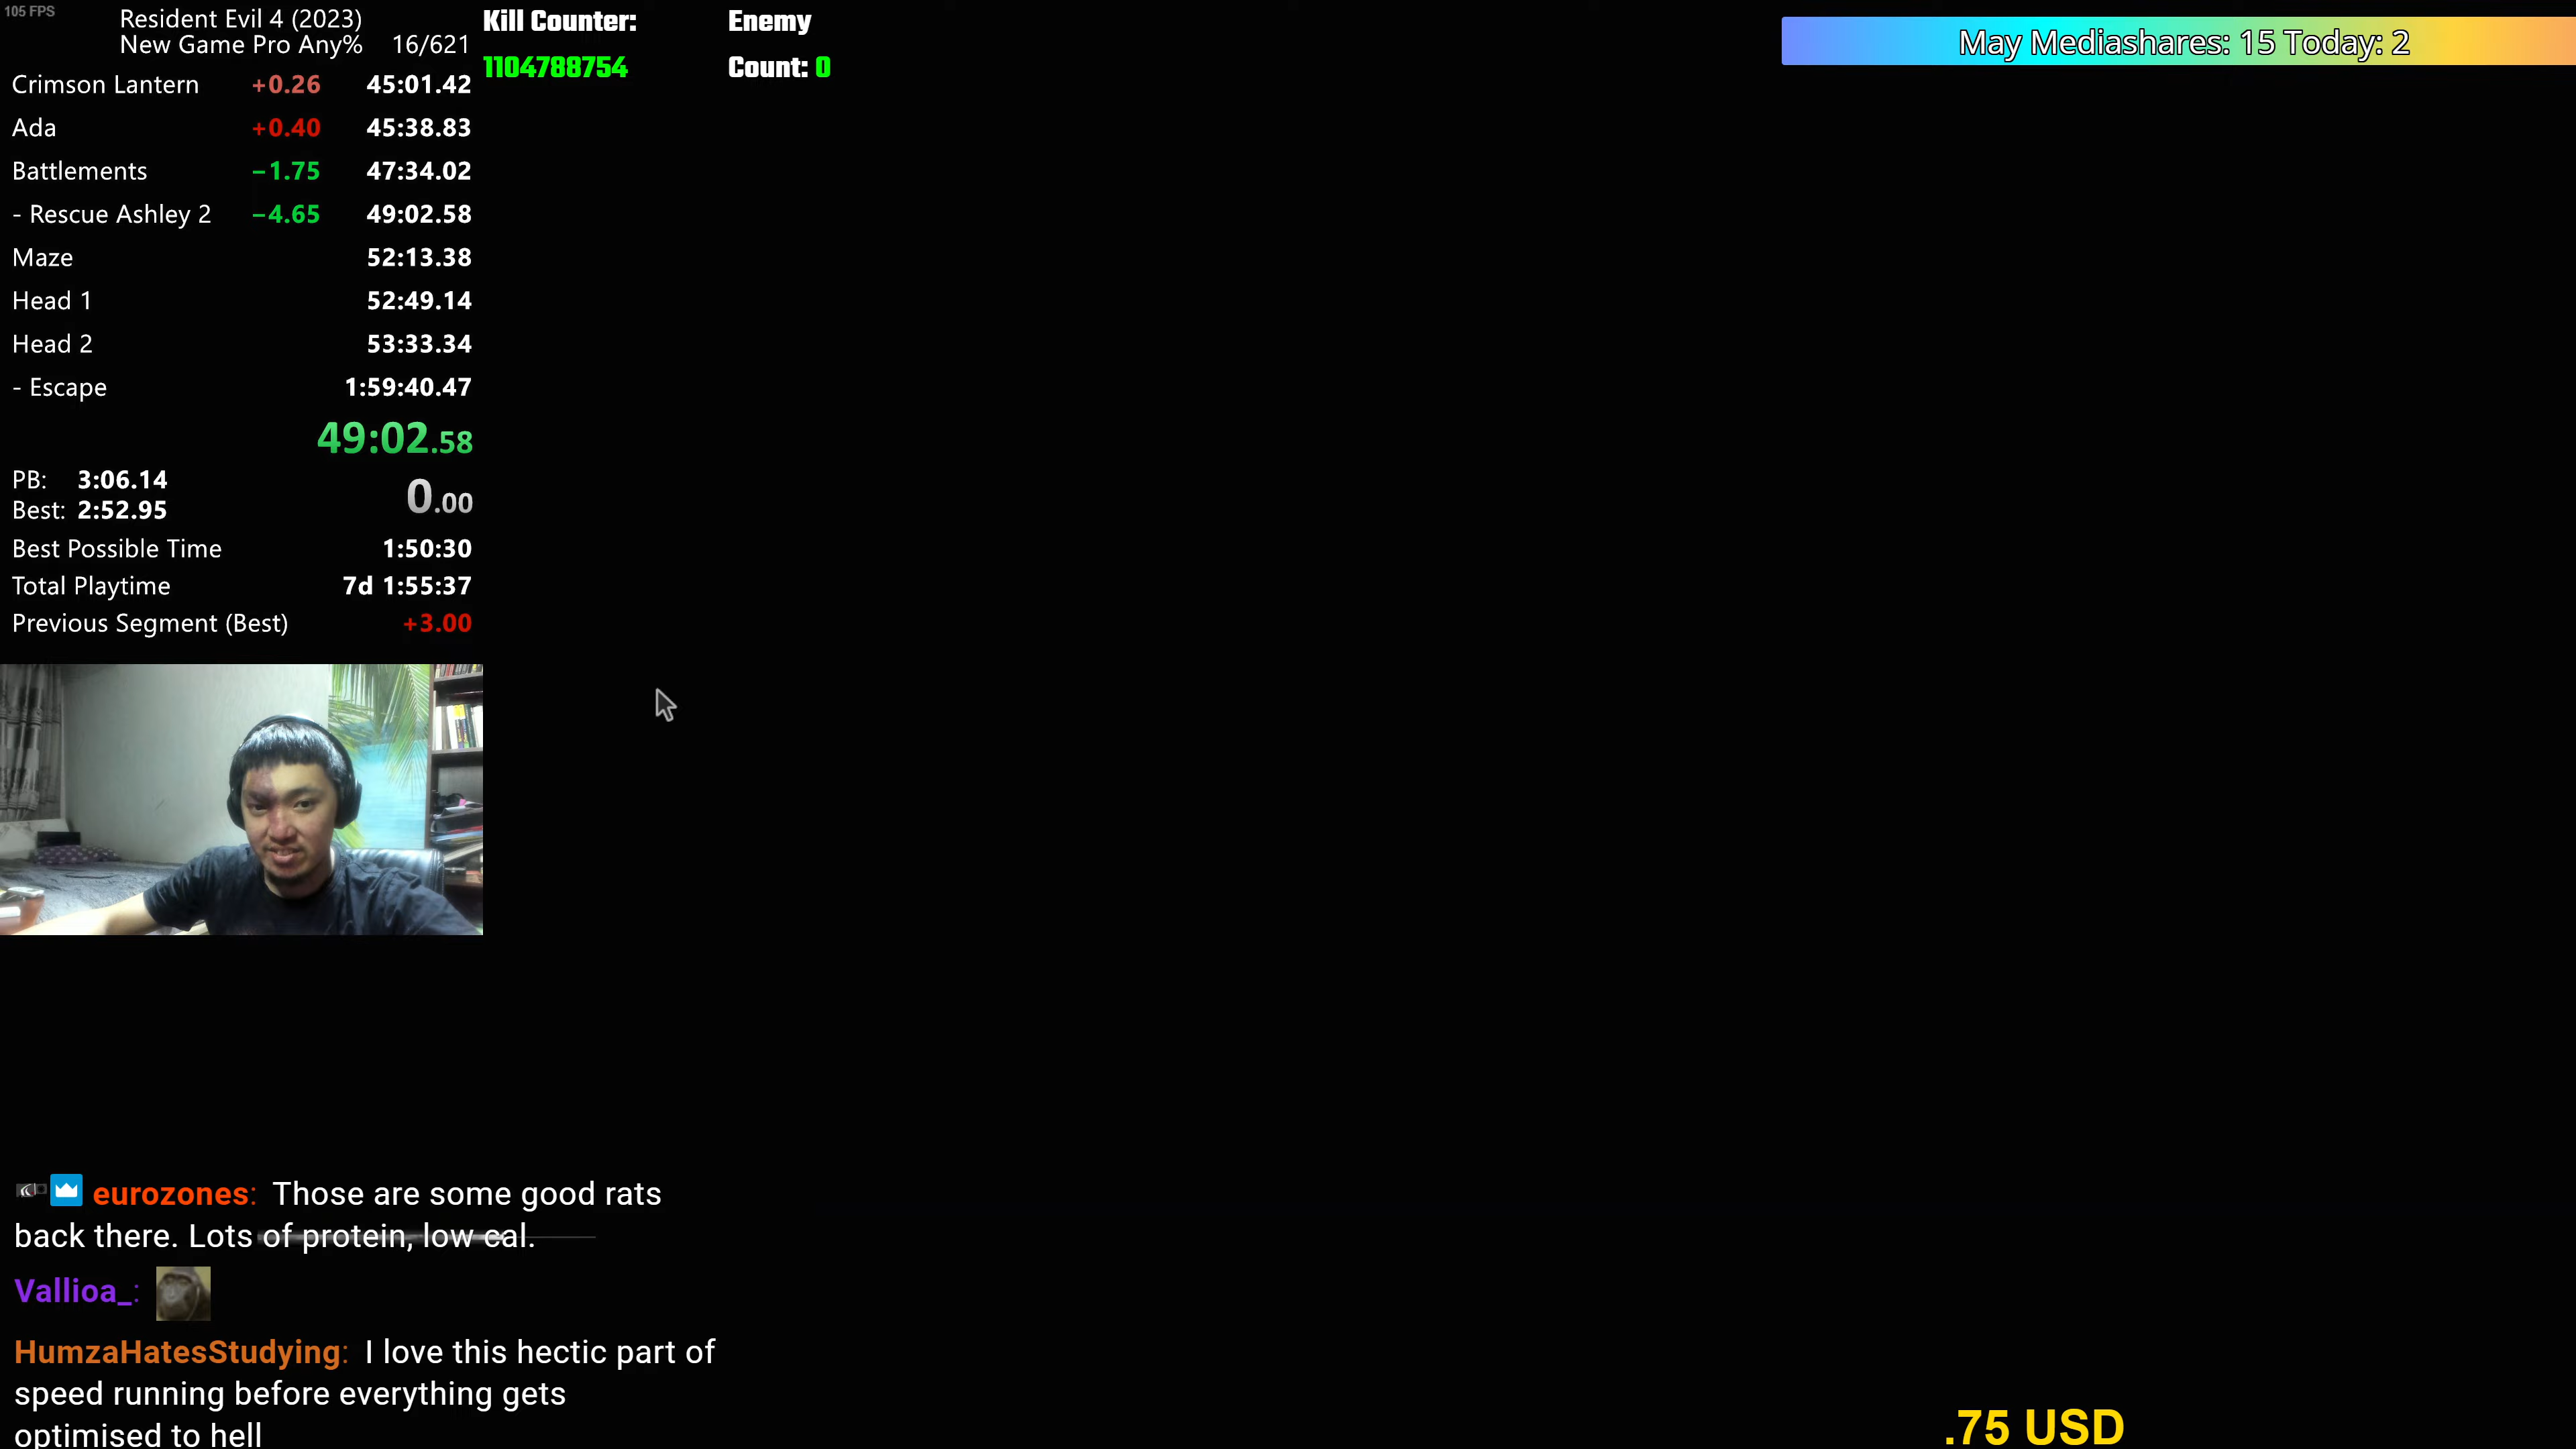 105 FPS
Resident Evil 4 (2023)
New Game Pro Any% 16/621
Crimson Lantern +0.26 45:01.42
Ada +0.40 45:38.83
Battlements −1.75 47:34.02
- Rescue Ashley 2 −4.65 49:02.58
Maze 52:13.38
Head 1 52:49.14
Head 2 53:33.34
- Escape 1:59:40.47
49:02.58
PB: 3:06.14
0.00
Best: 2:52.95
Best Possible Time 1:50:30
Total Playtime 7d 1:55:37
Previous Segment (Best) +3.00
Kill Counter:
1104788754
Enemy
Count: 0
May Mediashares: 15 Today: 2
eurozones: Those are some good rats
back there. Lots of protein, low cal.
Vallioa_:
HumzaHatesStudying: I love this hectic part of
speed running before everything gets
optimised to hell
.75 USD